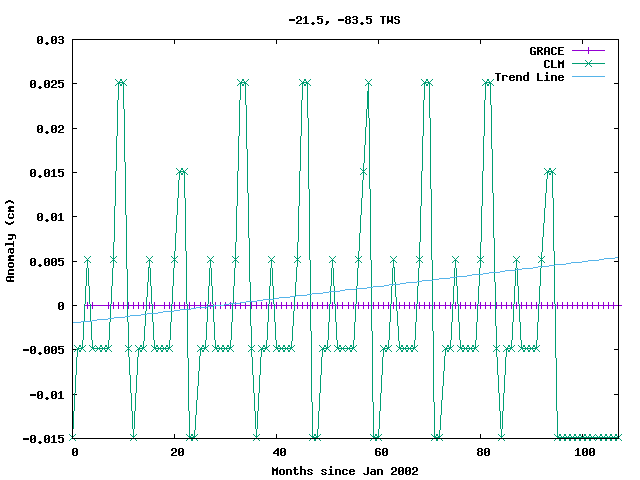 -21.5, -83.5 TWS
GRACE
CLM
Trend Line
0.03
0.025
0.02
0.015
0.01
0.005
0
-0.005
-0.01
-0.015
Anomaly (cm)
0 20 40 60 80 100
Months since Jan 2002